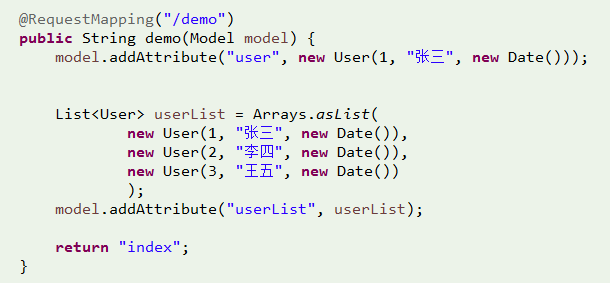 @RequestMapping("/demo")
public String demo(Model model) {
    model.addAttribute("user", new User(1, "张三", new Date()));
    List<User> userList = Arrays.asList(
            new User(1, "张三", new Date()),
            new User(2, "李四", new Date()),
            new User(3, "王五", new Date())
            );
    model.addAttribute("userList", userList);
    return "index";
}